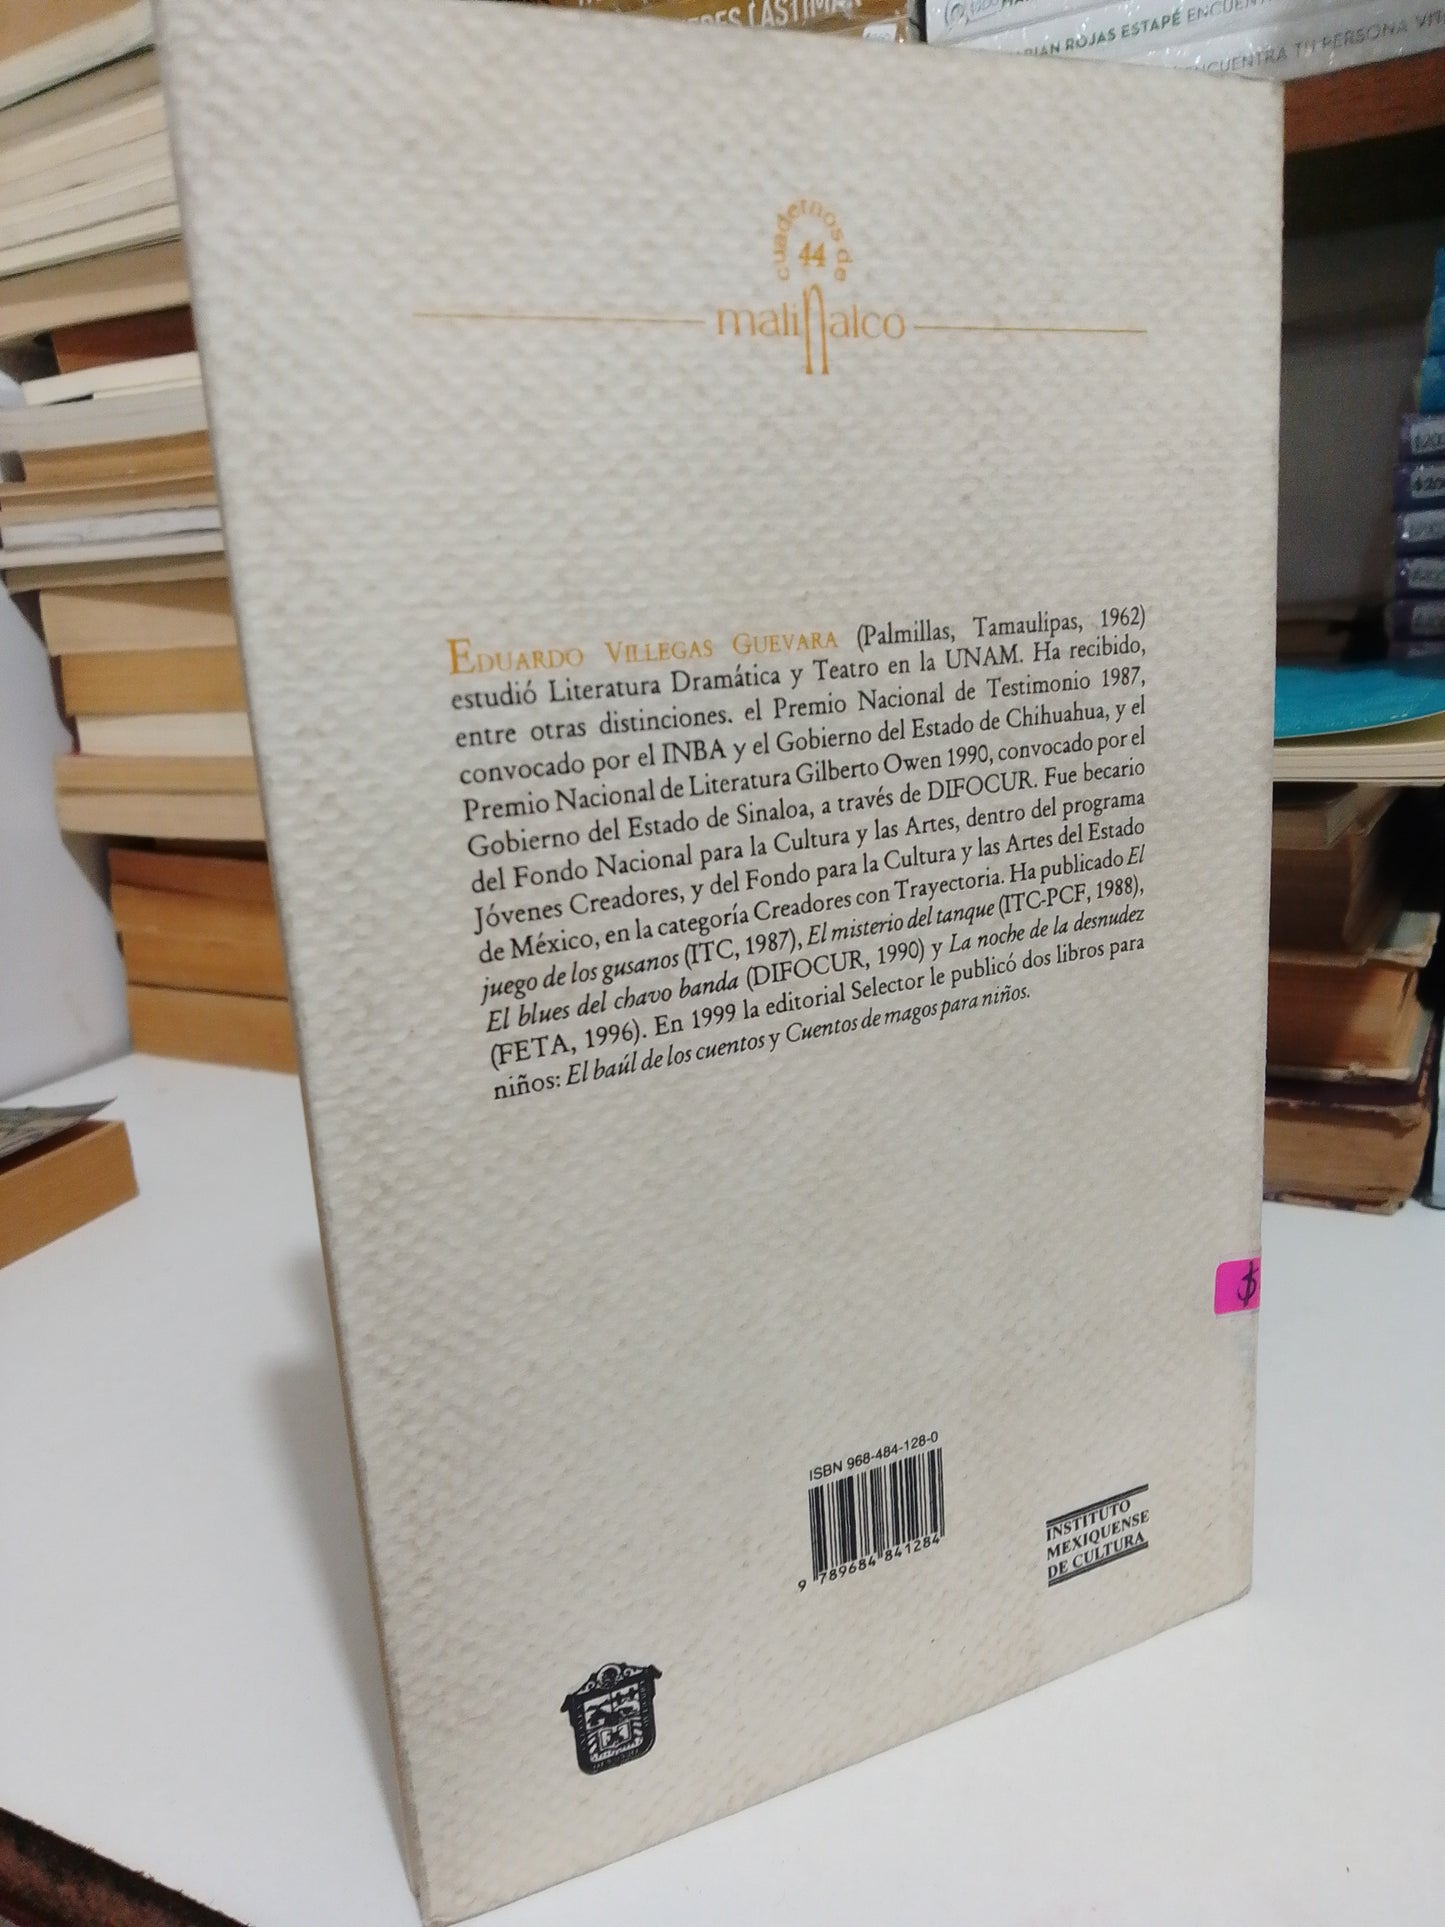 MARIAN ROJAS ESTAPÉ ENCUEN
ENCUENTRA TU PERSONA VIT
cuadernos de
44
malinalco
EDUARDO VILLEGAS GUEVARA (Palmillas, Tamaulipas, 1962)
estudió Literatura Dramática y Teatro en la UNAM. Ha recibido,
entre otras distinciones. el Premio Nacional de Testimonio 1987,
convocado por el INBA y el Gobierno del Estado de Chihuahua, y el
Premio Nacional de Literatura Gilberto Owen 1990, convocado por el
Gobierno del Estado de Sinaloa, a través de DIFOCUR. Fue becario
del Fondo Nacional para la Cultura y las Artes, dentro del programa
Jóvenes Creadores, y del Fondo para la Cultura y las Artes del Estado
de México, en la categoría Creadores con Trayectoria. Ha publicado El
juego de los gusanos (ITC, 1987), El misterio del tanque (ITC-PCF, 1988),
El blues del chavo banda (DIFOCUR, 1990) y La noche de la desnudez
(FETA, 1996). En 1999 la editorial Selector le publicó dos libros para
niños: El baúl de los cuentos y Cuentos de magos para niños.
$
ISBN 968-484-128-0
9 789684 841284
INSTITUTO
MEXIQUENSE
DE CULTURA